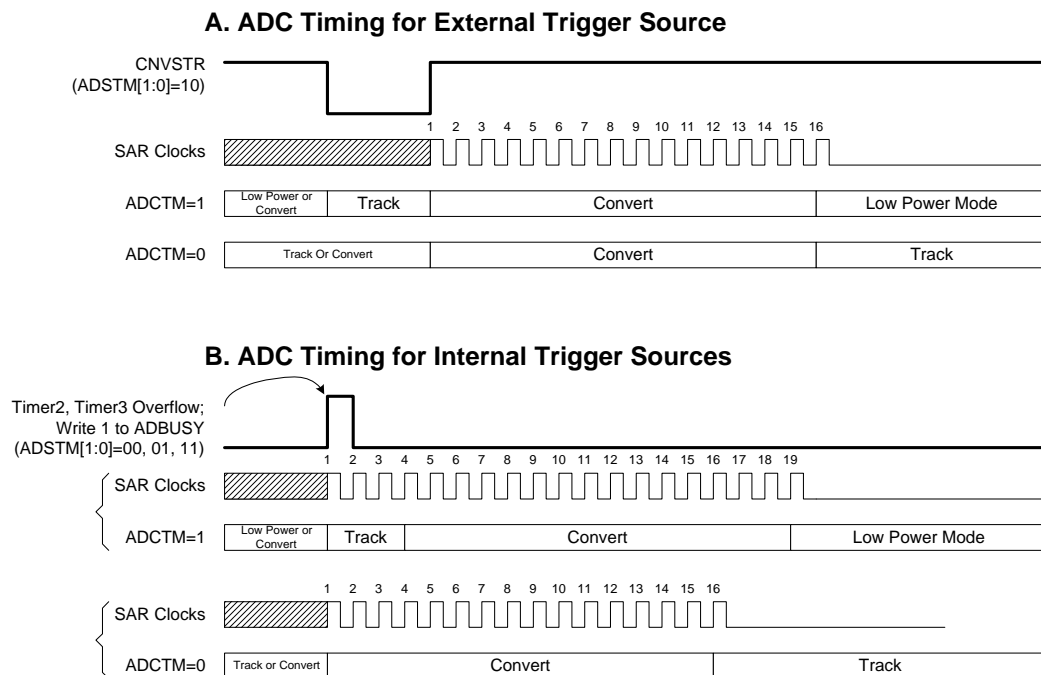 A. ADC Timing for External Trigger Source
CNVSTR
(ADSTM[1:0]=10)
1 2 3 4 5 6 7 8 9 10 11 12 13 14 15 16
SAR Clocks
ADCTM=1 Low Power or Convert Track Convert Low Power Mode
ADCTM=0 Track Or Convert Convert Track
B. ADC Timing for Internal Trigger Sources
Timer2, Timer3 Overflow;
Write 1 to ADBUSY
(ADSTM[1:0]=00, 01, 11)
1 2 3 4 5 6 7 8 9 10 11 12 13 14 15 16 17 18 19
SAR Clocks
ADCTM=1 Low Power or Convert Track Convert Low Power Mode
1 2 3 4 5 6 7 8 9 10 11 12 13 14 15 16
SAR Clocks
ADCTM=0 Track or Convert Convert Track